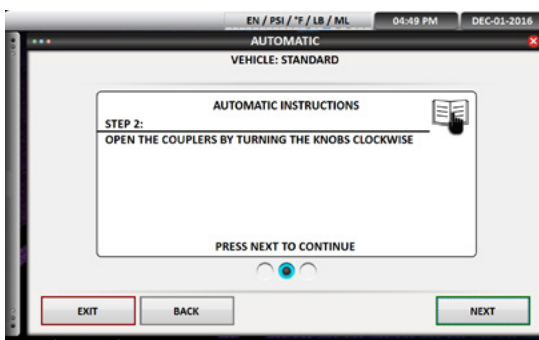 EN / PSI / °F / LB / ML 04:49 PM DEC-01-2016
AUTOMATIC
VEHICLE: STANDARD
AUTOMATIC INSTRUCTIONS
STEP 2:
OPEN THE COUPLERS BY TURNING THE KNOBS CLOCKWISE
PRESS NEXT TO CONTINUE
EXIT BACK NEXT